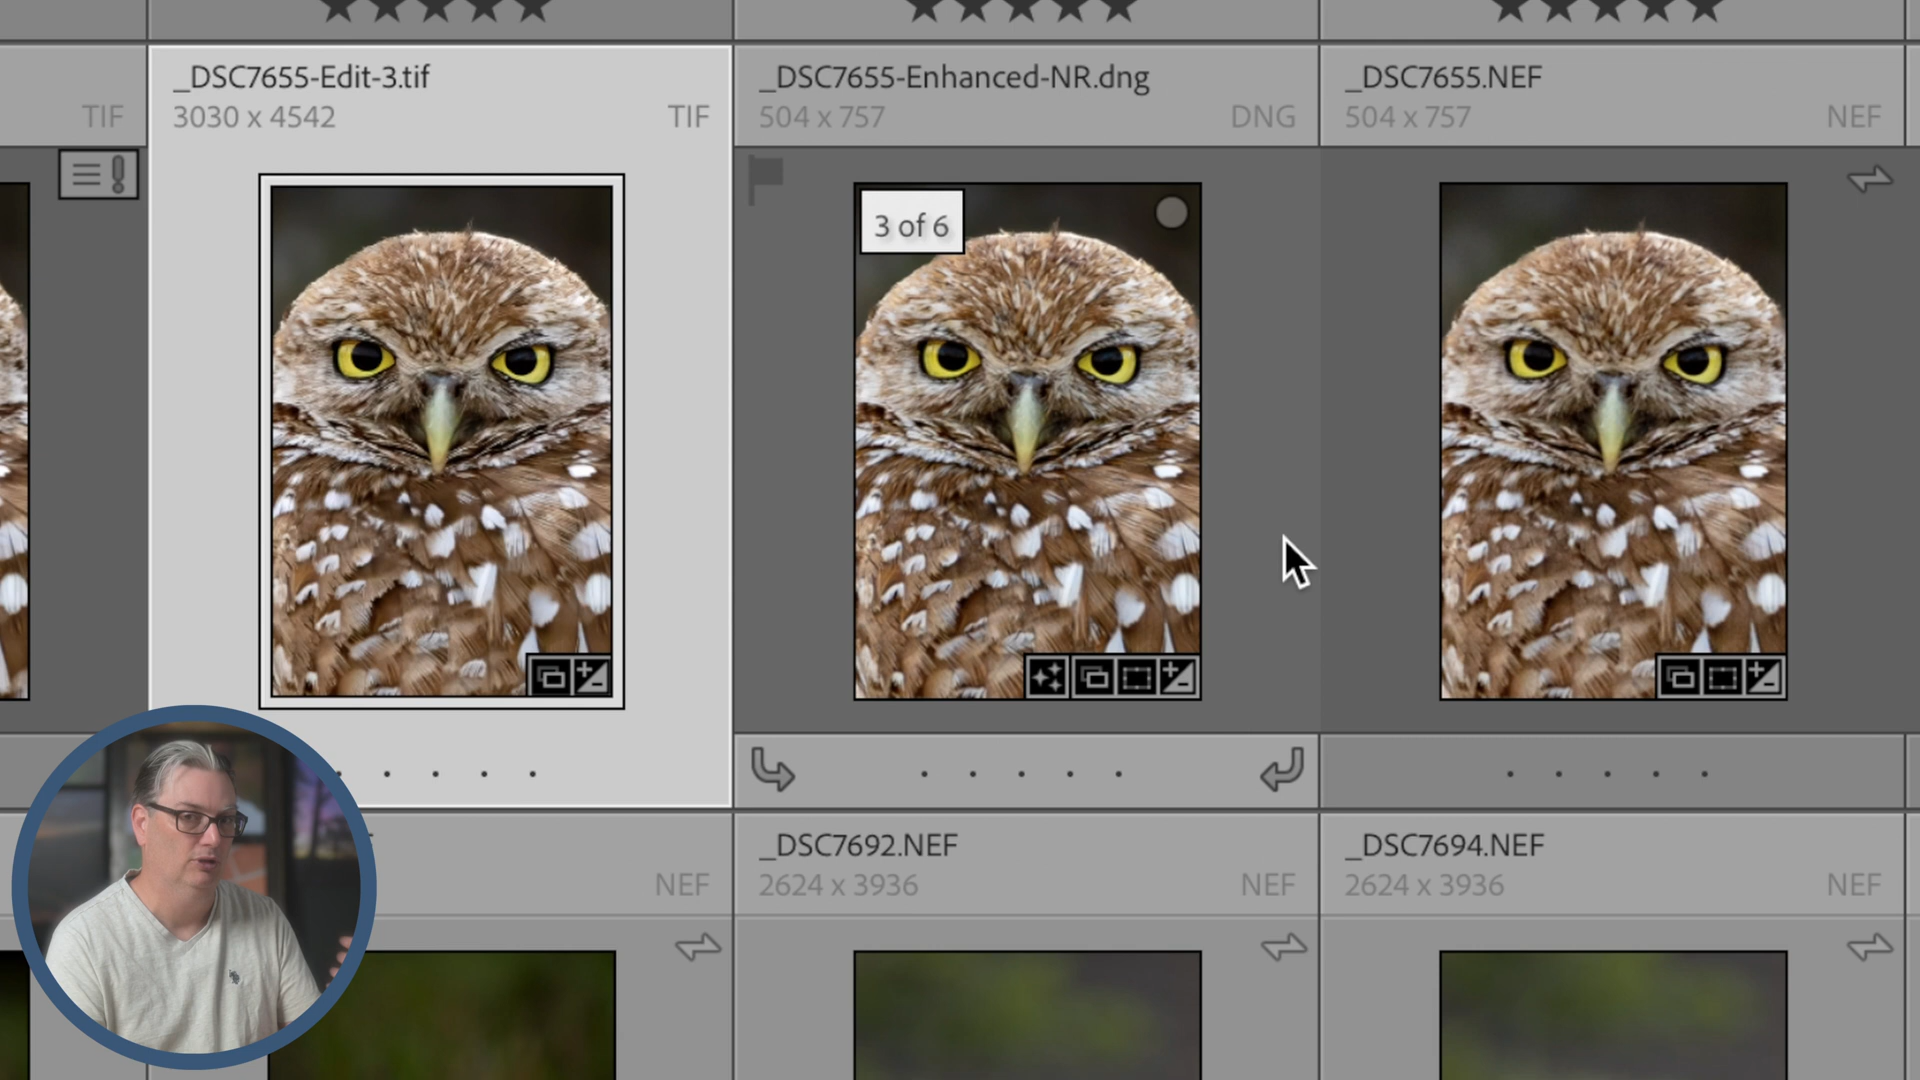 _DSC7655-Edit-3.tif
3030 x 4542
TIF
TIF
_DSC7655-Enhanced-NR.dng
504 x 757
DNG
_DSC7655.NEF
504 x 757
NEF
3 of 6
NEF
_DSC7692.NEF
2624 x 3936
NEF
_DSC7694.NEF
2624 x 3936
NEF